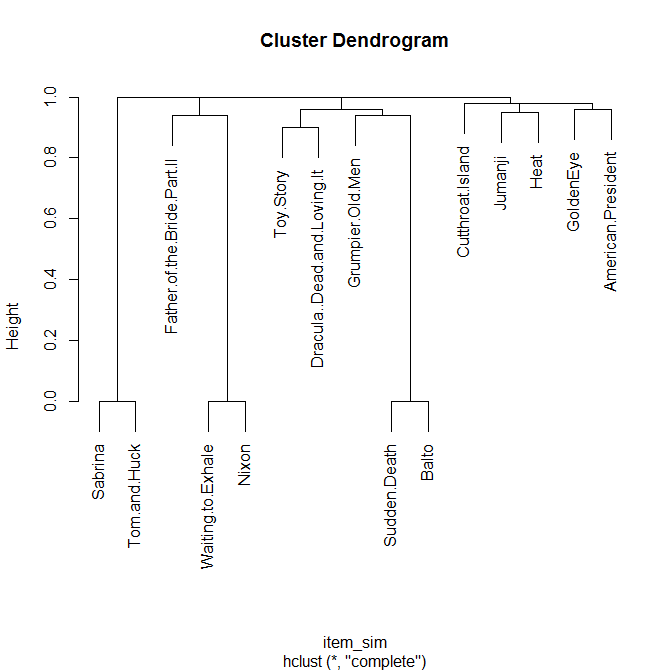 Cluster Dendrogram
Height
1.0
0.8
0.6
0.4
0.2
0.0
Sabrina
Tom.and.Huck
Father.of.the.Bride.Part.II
Waiting.to.Exhale
Nixon
Toy.Story
Dracula..Dead.and.Loving.It
Grumpier.Old.Men
Sudden.Death
Balto
Cutthroat.Island
Jumanji
Heat
GoldenEye
American.President
item_sim
hclust (*, "complete")